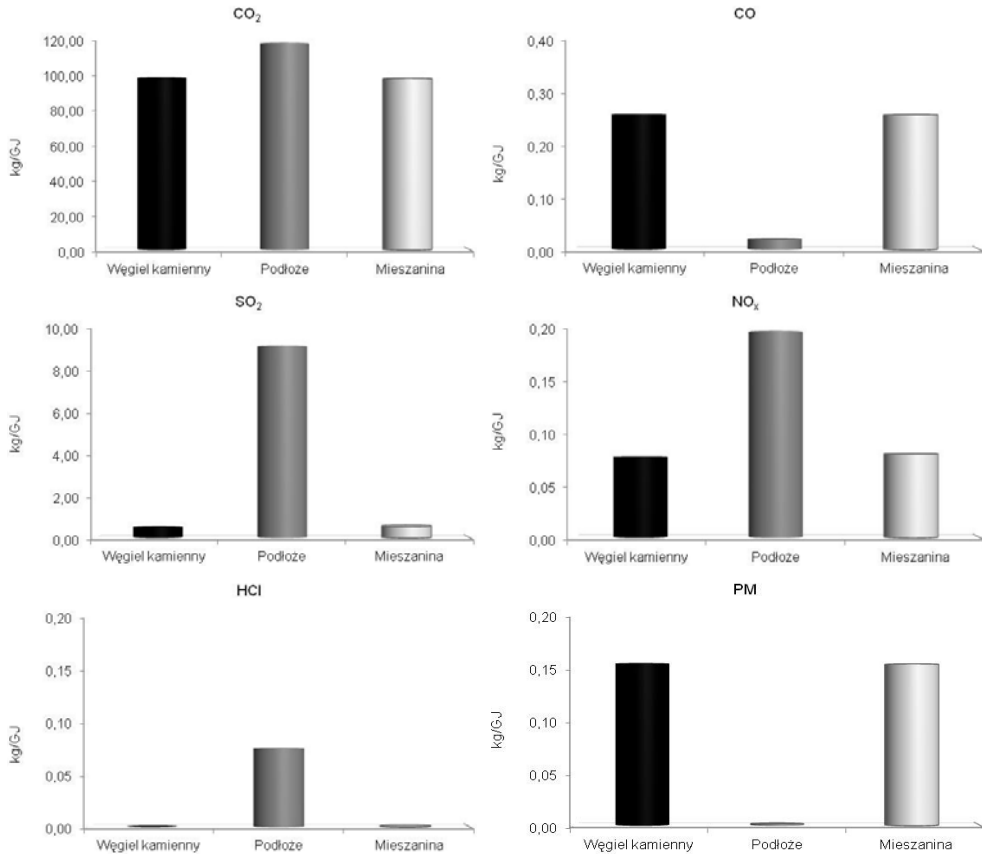 CO₂
120,00
100,00
80,00
60,00
40,00
20,00
0,00
kg/GJ
Węgiel kamienny Podłoże Mieszanina
CO
0,40
0,30
0,20
0,10
0,00
kg/GJ
Węgiel kamienny Podłoże Mieszanina
SO₂
10,00
8,00
6,00
4,00
2,00
0,00
kg/GJ
Węgiel kamienny Podłoże Mieszanina
NOₓ
0,20
0,15
0,10
0,05
0,00
kg/GJ
Węgiel kamienny Podłoże Mieszanina
HCl
0,20
0,15
0,10
0,05
0,00
kg/GJ
Węgiel kamienny Podłoże Mieszanina
PM
0,20
0,15
0,10
0,05
0,00
kg/GJ
Węgiel kamienny Podłoże Mieszanina